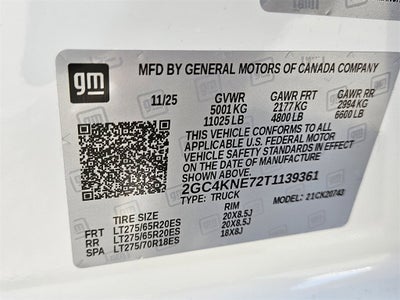 gm
MFD BY GENERAL MOTORS OF CANADA COMPANY
11/25 GVWR GAWR FRT GAWR RR
5001 KG 2177 KG 2994 KG
11025 LB 4800 LB 6600 LB
THIS VEHICLE CONFORMS TO ALL
APPLICABLE U.S. FEDERAL MOTOR
VEHICLE SAFETY STANDARDS IN EFFECT
ON THE DATE OF MANUFACTURE
SHOWN ABOVE.
2GC4KNE72T1139361
TYPE: TRUCK 21CK20743
TIRE SIZE RIM
FRT LT275/65R20ES 20X8.5J
RR LT275/65R20ES 20X8.5J
SPA LT275/70R18ES 18X8J